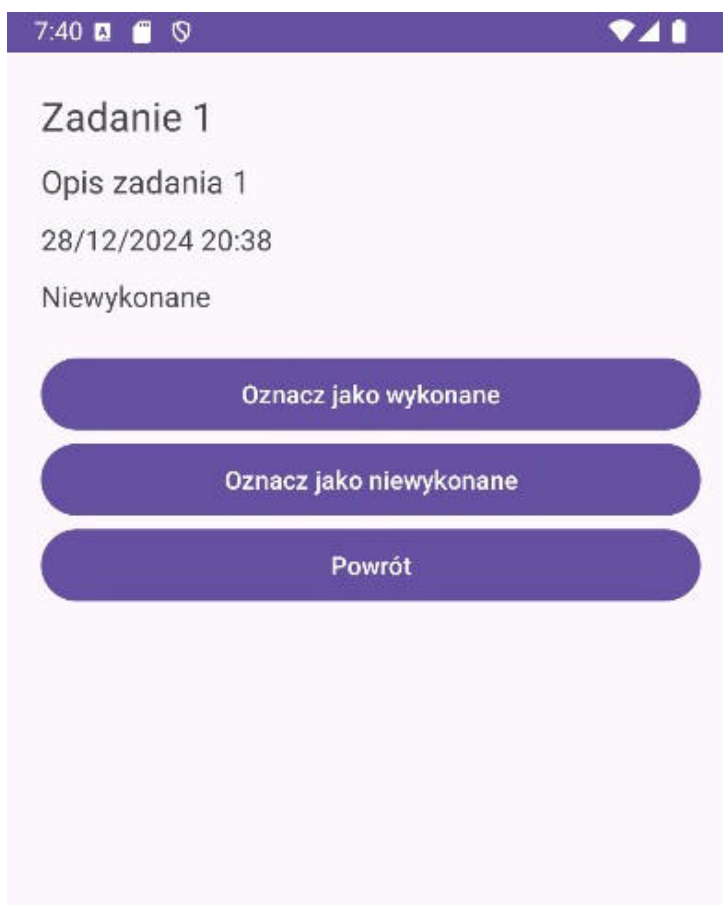 7:40
Zadanie 1
Opis zadania 1
28/12/2024 20:38
Niewykonane
Oznacz jako wykonane
Oznacz jako niewykonane
Powrót